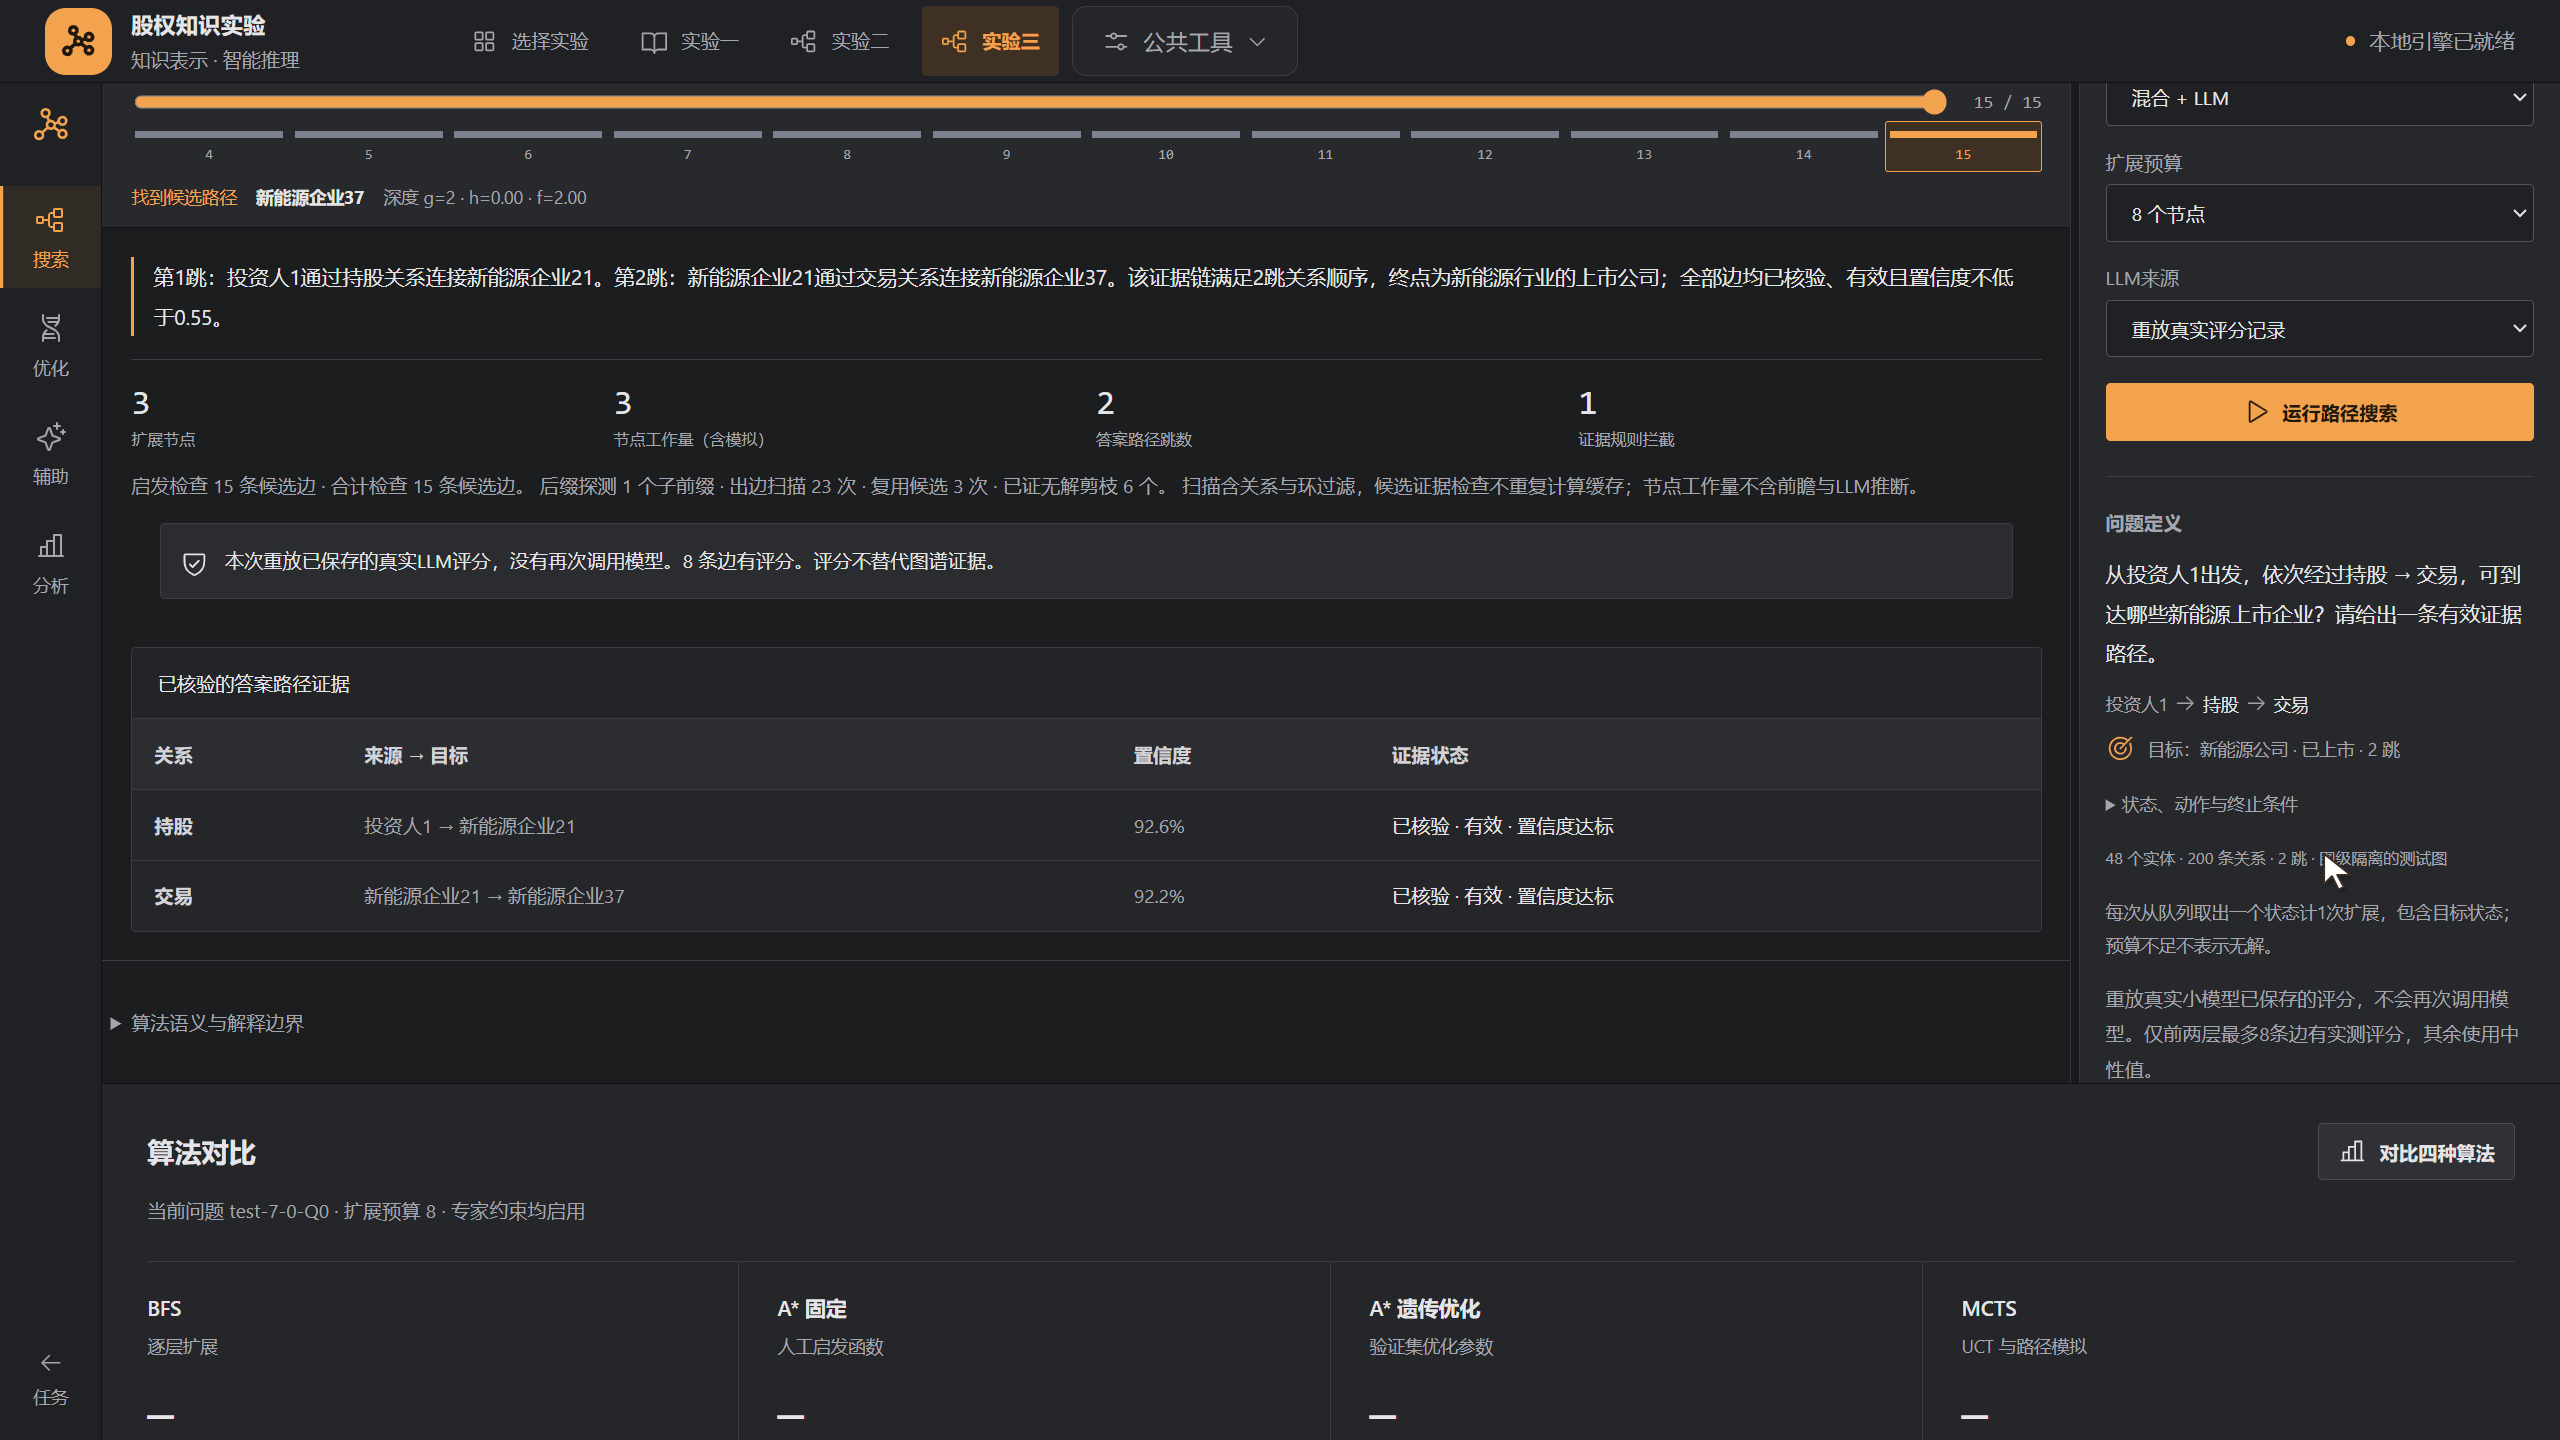 股权知识实验
知识表示 · 智能推理
选择实验
实验一
实验二
实验三
公共工具
本地引擎已就绪
搜索
优化
辅助
分析
任务
15 / 15
4 5 6 7 8 9 10 11 12 13 14 15
找到候选路径 新能源企业37 深度 g=2 · h=0.00 · f=2.00
第1跳：投资人1通过持股关系连接新能源企业21。第2跳：新能源企业21通过交易关系连接新能源企业37。该证据链满足2跳关系顺序，终点为新能源行业的上市公司；全部边均已核验、有效且置信度不低
于0.55。
3 3 2 1
扩展节点 节点工作量（含模拟） 答案路径跳数 证据规则拦截
启发检查 15 条候选边 · 合计检查 15 条候选边。 后缀探测 1 个子前缀 · 出边扫描 23 次 · 复用候选 3 次 · 已证无解剪枝 6 个。 扫描含关系与环过滤，候选证据检查不重复计算缓存；节点工作量不含前瞻与LLM推断。
本次重放已保存的真实LLM评分，没有再次调用模型。8 条边有评分。评分不替代图谱证据。
已核验的答案路径证据
关系 来源 → 目标 置信度 证据状态
持股 投资人1 → 新能源企业21 92.6% 已核验 · 有效 · 置信度达标
交易 新能源企业21 → 新能源企业37 92.2% 已核验 · 有效 · 置信度达标
▶ 算法语义与解释边界
混合 + LLM
扩展预算
8 个节点
LLM来源
重放真实评分记录
运行路径搜索
问题定义
从投资人1出发，依次经过持股 → 交易，可到
达哪些新能源上市企业？请给出一条有效证据
路径。
投资人1 → 持股 → 交易
目标：新能源公司 · 已上市 · 2 跳
▶ 状态、动作与终止条件
48 个实体 · 200 条关系 · 2 跳 · 级隔离的测试图
每次从队列取出一个状态计1次扩展，包含目标状态；
预算不足不表示无解。
重放真实小模型已保存的评分，不会再次调用模
型。仅前两层最多8条边有实测评分，其余使用中
性值。
算法对比
对比四种算法
当前问题 test-7-0-Q0 · 扩展预算 8 · 专家约束均启用
BFS
逐层扩展
—
A* 固定
人工启发函数
—
A* 遗传优化
验证集优化参数
—
MCTS
UCT 与路径模拟
—